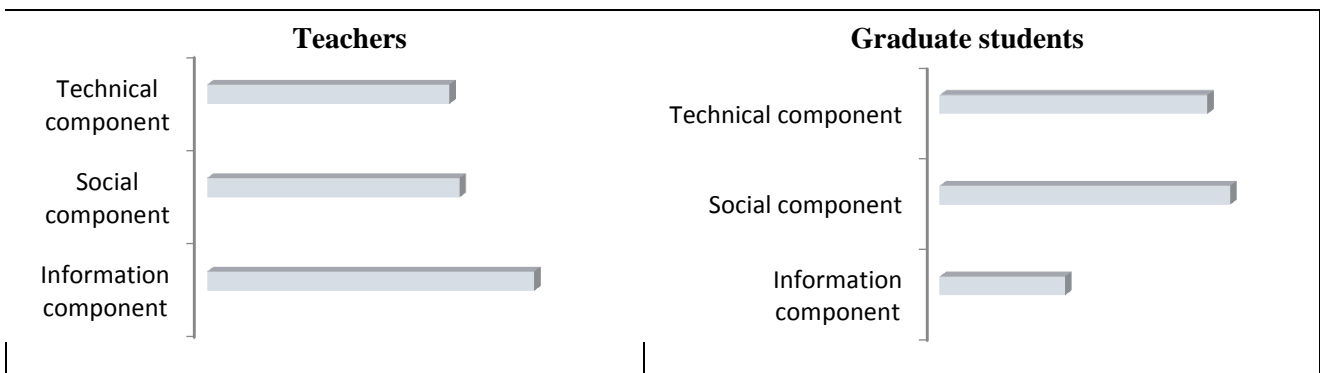 Teachers
Technical
component
Social
component
Information
component
Graduate students
Technical component
Social component
Information
component